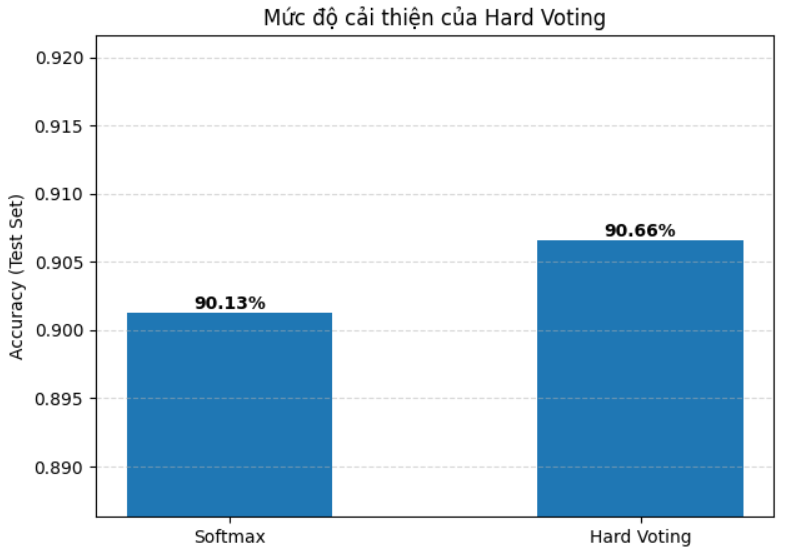 Mức độ cải thiện của Hard Voting
Accuracy (Test Set)
0.920
0.915
0.910
0.905
0.900
0.895
0.890
90.13%
90.66%
Softmax
Hard Voting